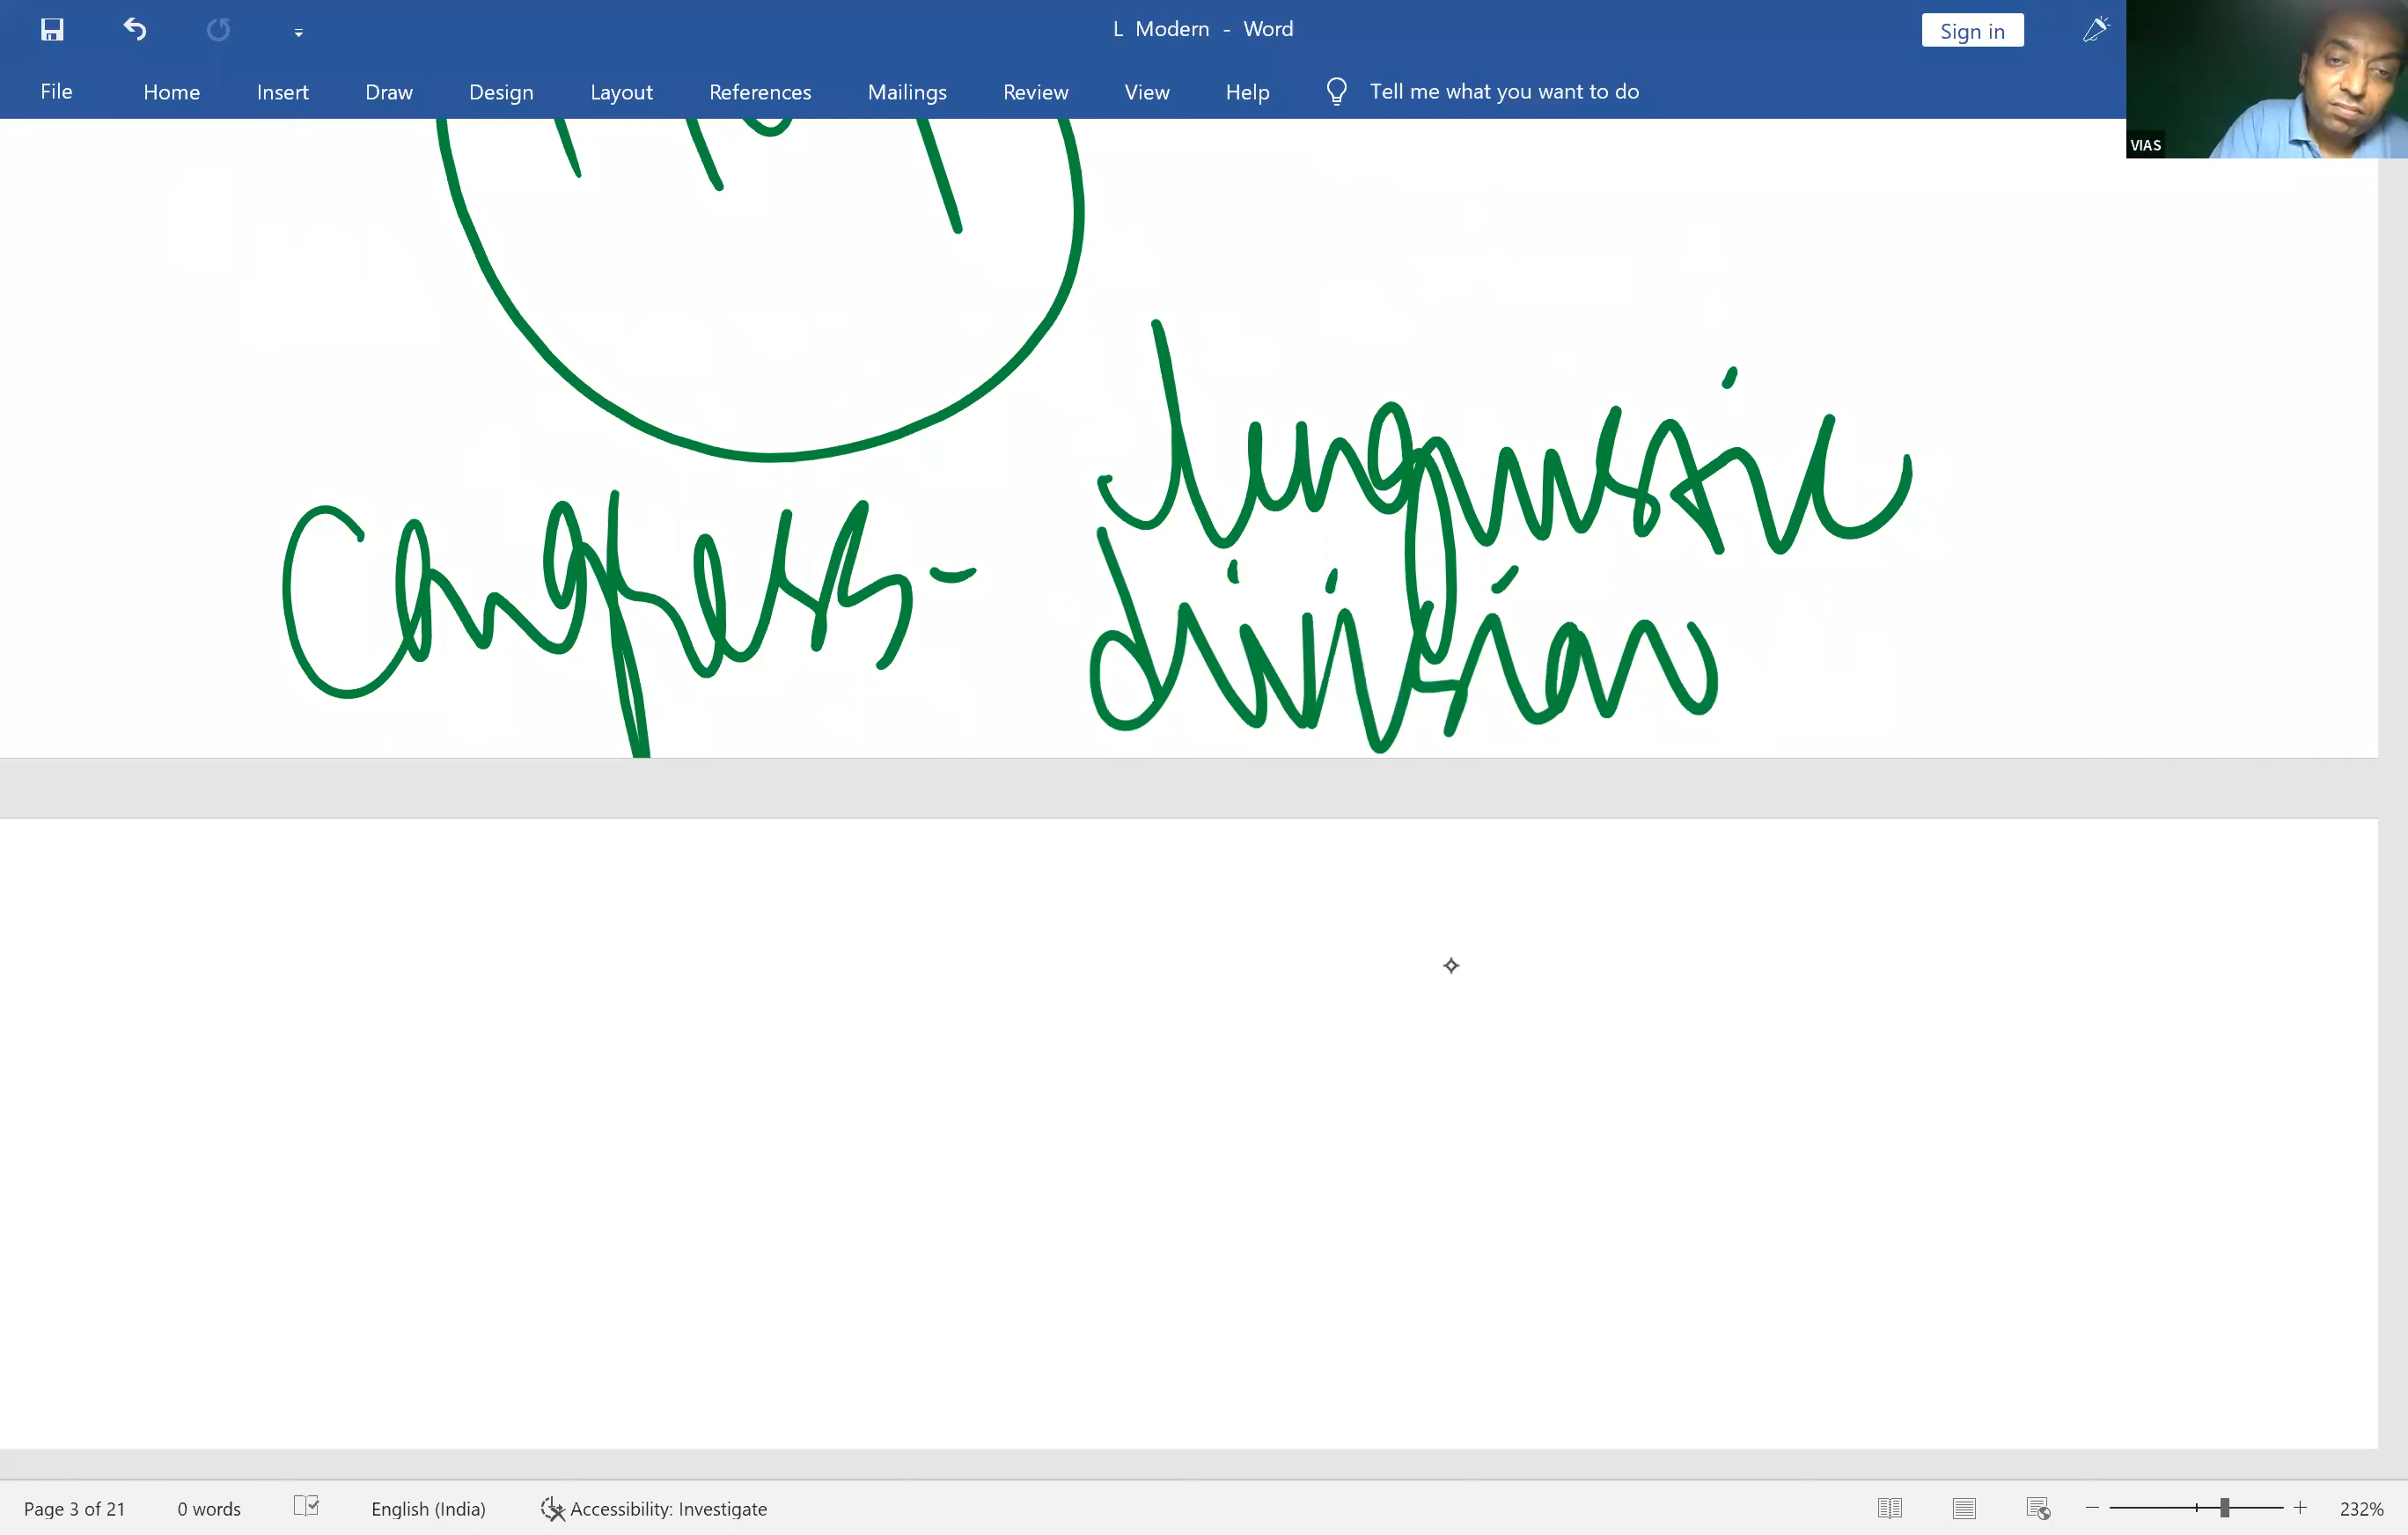 L Modern - Word
Sign in
File Home Insert Draw Design Layout References Mailings Review View Help Tell me what you want to do
VIAS
Linguistic
Congress-
division
Page 3 of 21 0 words English (India) Accessibility: Investigate 232%